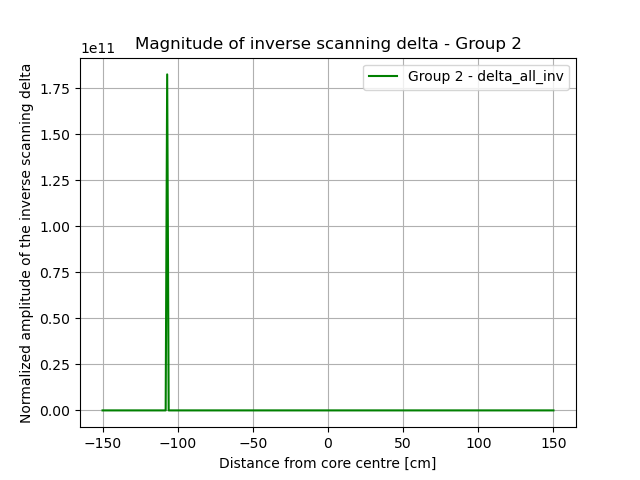 Magnitude of inverse scanning delta - Group 2
1e11
Group 2 - delta_all_inv
Normalized amplitude of the inverse scanning delta
1.75
1.50
1.25
1.00
0.75
0.50
0.25
0.00
−150 −100 −50 0 50 100 150
Distance from core centre [cm]